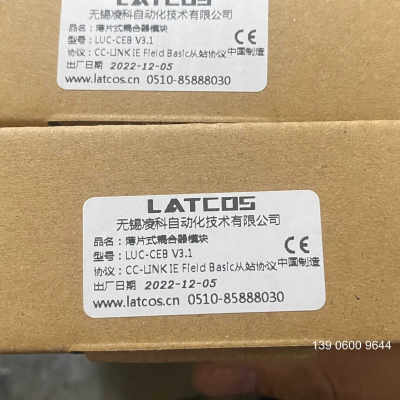 LATCOS
无锡凌科自动化技术有限公司
品名：薄片式耦合器模块
型号：LUC-CEB V3.1
协议：CC-LINK IE Field Basic从站协议中国制造
出厂日期 2022-12-05
www.latcos.cn 0510-85888030
CE
LATCOS
无锡凌科自动化技术有限公司
品名：薄片式耦合器模块
型号：LUC-CEB V3.1
协议：CC-LINK IE Field Basic从站协议中国制造
出厂日期 2022-12-05
www.latcos.cn 0510-85888030
CE
139 0600 9644